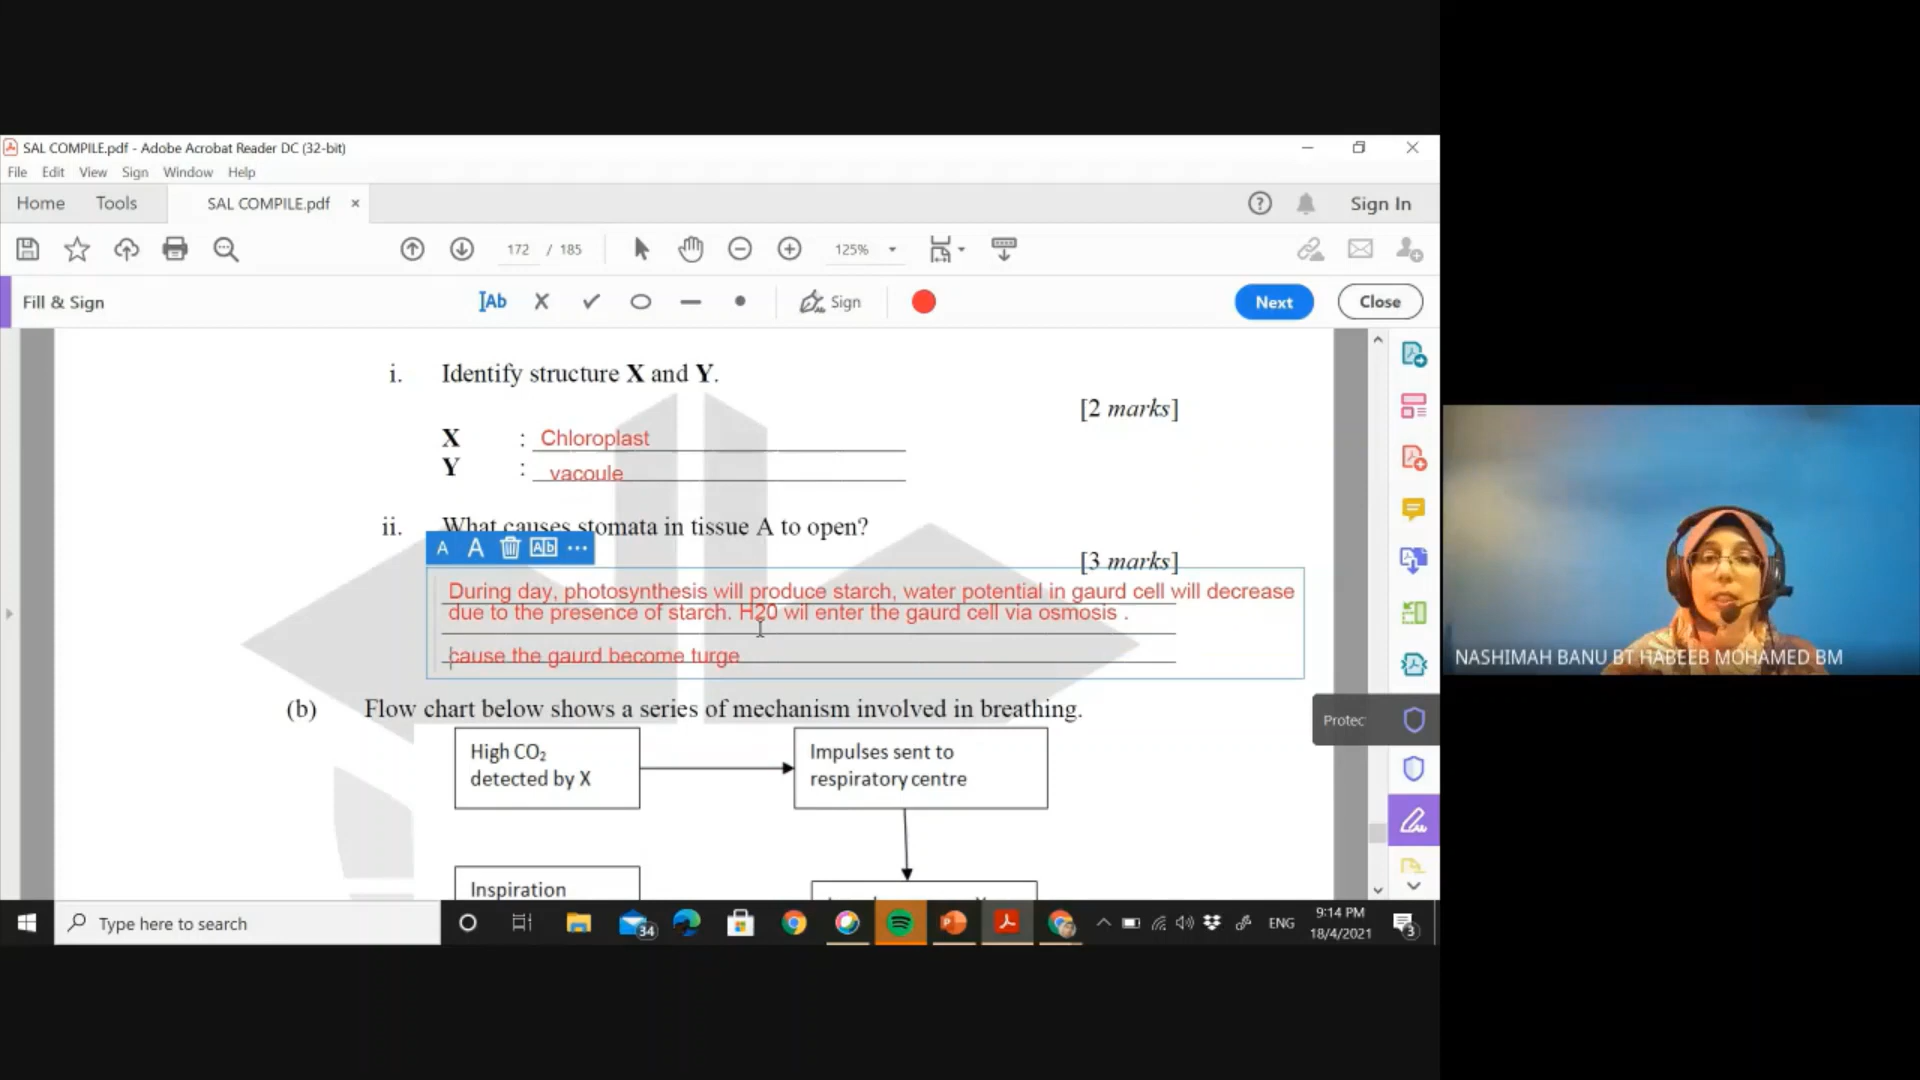 SAL COMPILE.pdf - Adobe Acrobat Reader DC (32-bit)
File Edit View Sign Window Help
Home Tools SAL COMPILE.pdf × Sign In
172 / 185 125%
Fill & Sign IAb Sign Next Close
i. Identify structure X and Y.
[2 marks]
X : Chloroplast
Y : vacoule
ii. What causes stomata in tissue A to open?
A A Ab
[3 marks]
During day, photosynthesis will produce starch, water potential in gaurd cell will decrease
due to the presence of starch. H20 wil enter the gaurd cell via osmosis .
cause the gaurd become turge
NASHIMAH BANU BT HABEEB MOHAMED BM
(b) Flow chart below shows a series of mechanism involved in breathing.
Protec
High CO₂
detected by X
Impulses sent to
respiratory centre
Inspiration
Type here to search
34
ENG
9:14 PM
18/4/2021
3